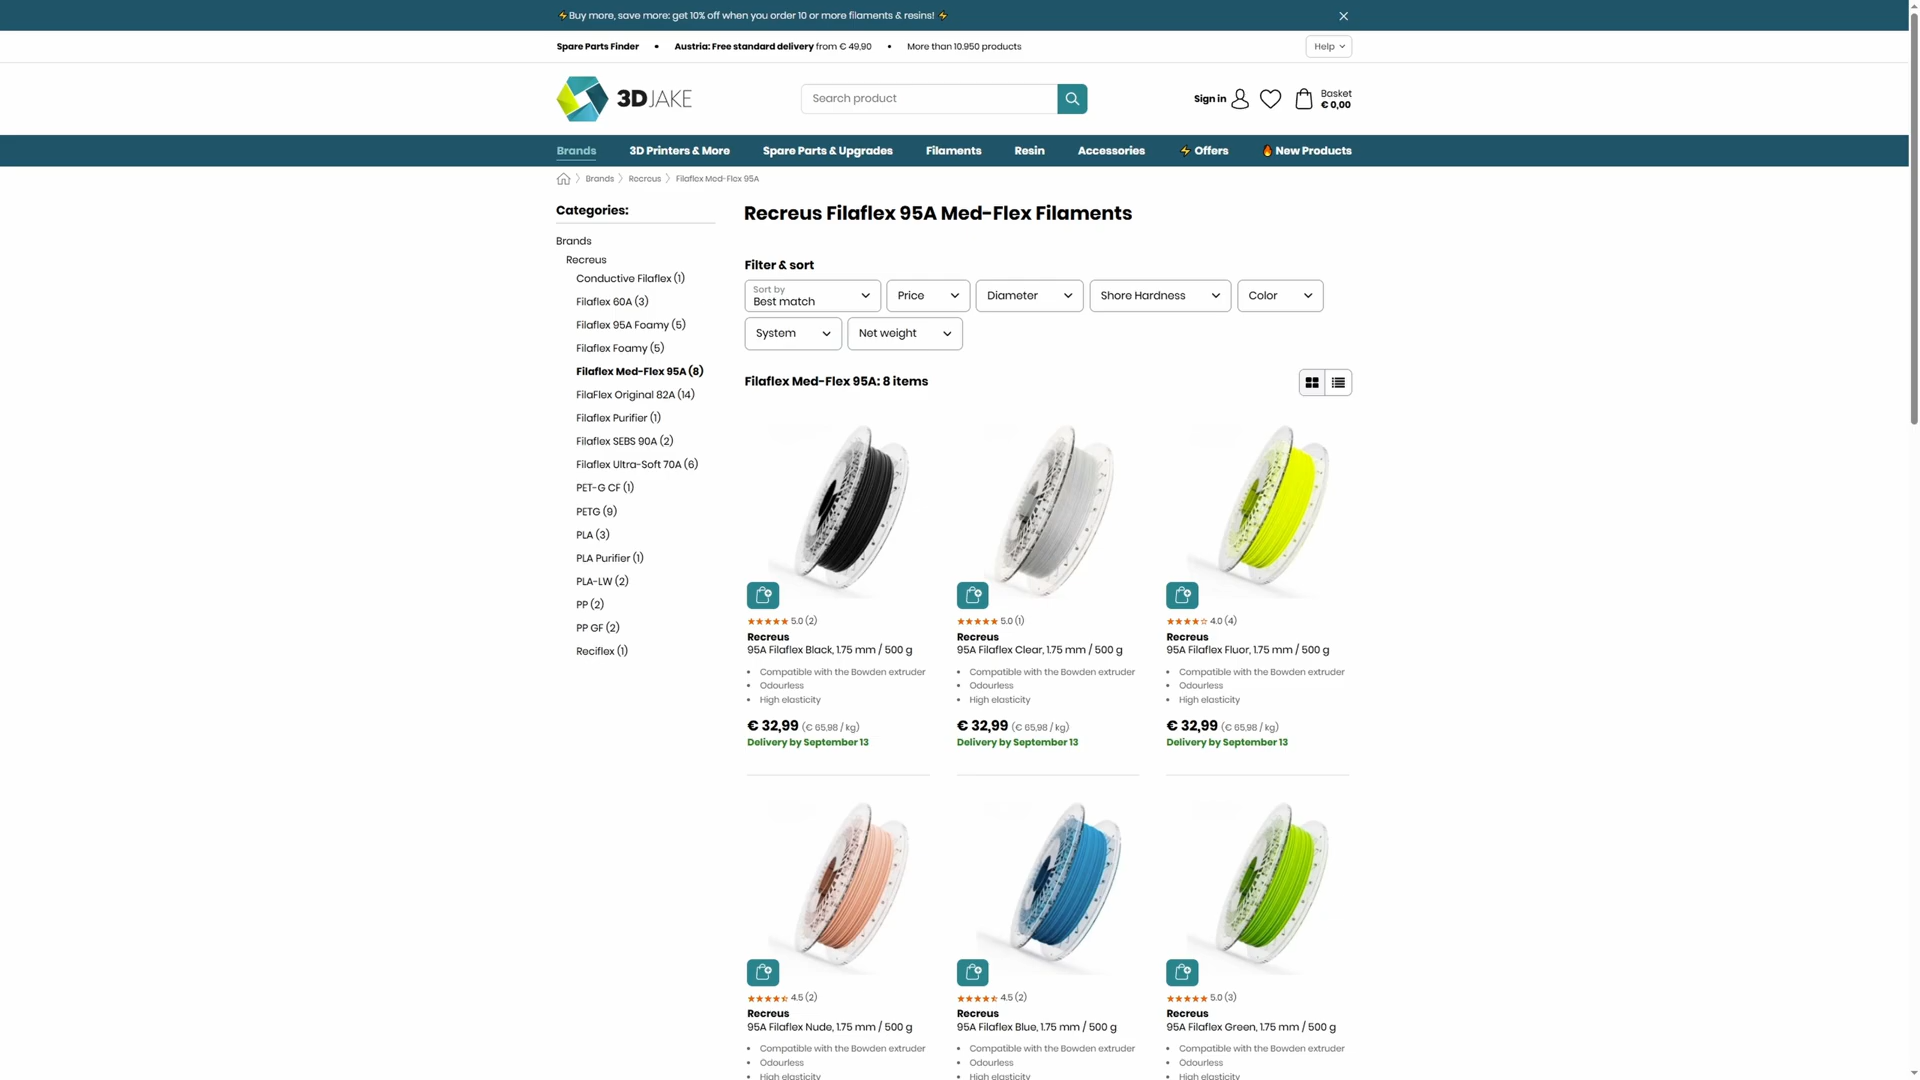 ⚡Buy more, save more: get 10% off when you order 10 or more filaments & resins! ⚡
Spare Parts Finder • Austria: Free standard delivery from € 49,90 • More than 10.950 products
Help
3DJAKE
Search product
Sign in
Basket
€ 0,00
Brands 3D Printers & More Spare Parts & Upgrades Filaments Resin Accessories ⚡ Offers 🔥 New Products
Brands > Recreus > Filaflex Med-Flex 95A
Categories:
Brands
Recreus
Conductive Filaflex (1)
Filaflex 60A (3)
Filaflex 95A Foamy (5)
Filaflex Foamy (5)
Filaflex Med-Flex 95A (8)
FilaFlex Original 82A (14)
Filaflex Purifier (1)
Filaflex SEBS 90A (2)
Filaflex Ultra-Soft 70A (6)
PET-G CF (1)
PETG (9)
PLA (3)
PLA Purifier (1)
PLA-LW (2)
PP (2)
PP GF (2)
Reciflex (1)
Recreus Filaflex 95A Med-Flex Filaments
Filter & sort
Sort by
Best match
Price
Diameter
Shore Hardness
Color
System
Net weight
Filaflex Med-Flex 95A: 8 items
5.0 (2)
Recreus
95A Filaflex Black, 1.75 mm / 500 g
• Compatible with the Bowden extruder
• Odourless
• High elasticity
€ 32,99 (€ 65,98 / kg)
Delivery by September 13
5.0 (1)
Recreus
95A Filaflex Clear, 1.75 mm / 500 g
• Compatible with the Bowden extruder
• Odourless
• High elasticity
€ 32,99 (€ 65,98 / kg)
Delivery by September 13
4.0 (4)
Recreus
95A Filaflex Fluor, 1.75 mm / 500 g
• Compatible with the Bowden extruder
• Odourless
• High elasticity
€ 32,99 (€ 65,98 / kg)
Delivery by September 13
4.5 (2)
Recreus
95A Filaflex Nude, 1.75 mm / 500 g
• Compatible with the Bowden extruder
• Odourless
• High elasticity
4.5 (2)
Recreus
95A Filaflex Blue, 1.75 mm / 500 g
• Compatible with the Bowden extruder
• Odourless
• High elasticity
5.0 (3)
Recreus
95A Filaflex Green, 1.75 mm / 500 g
• Compatible with the Bowden extruder
• Odourless
• High elasticity